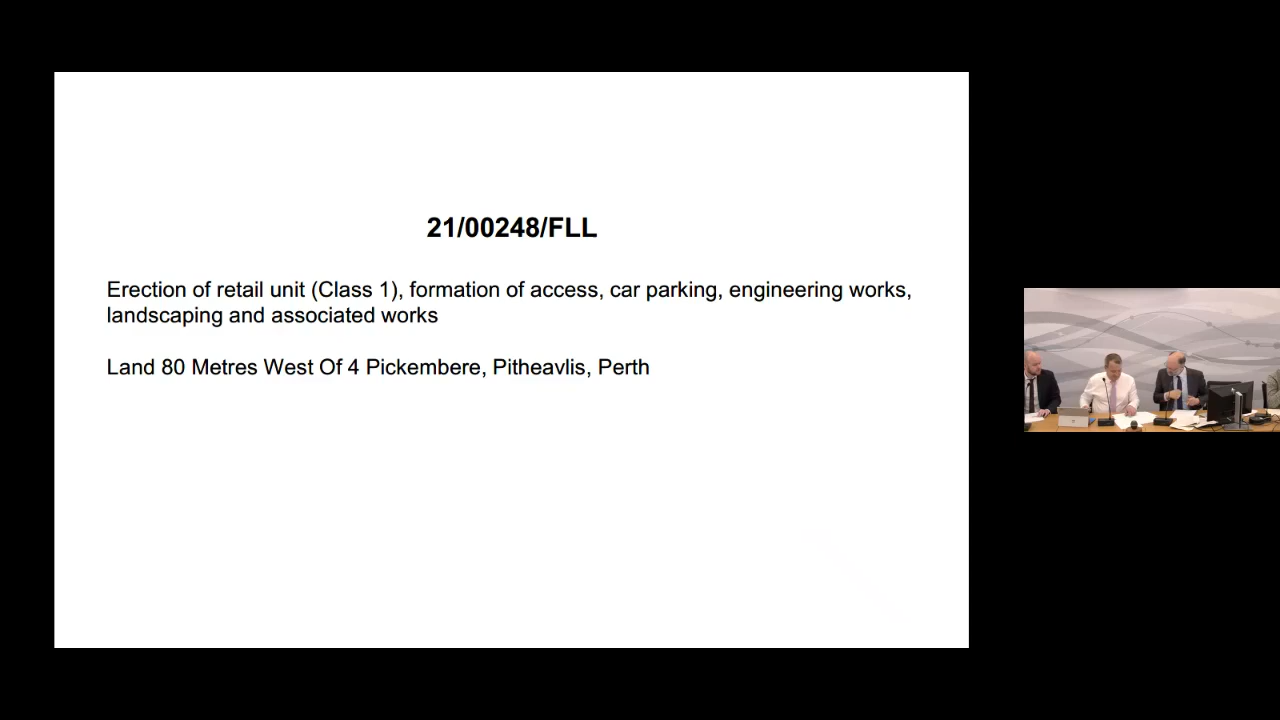 21/00248/FLL
Erection of retail unit (Class 1), formation of access, car parking, engineering works,
landscaping and associated works
Land 80 Metres West Of 4 Pickembere, Pitheavlis, Perth